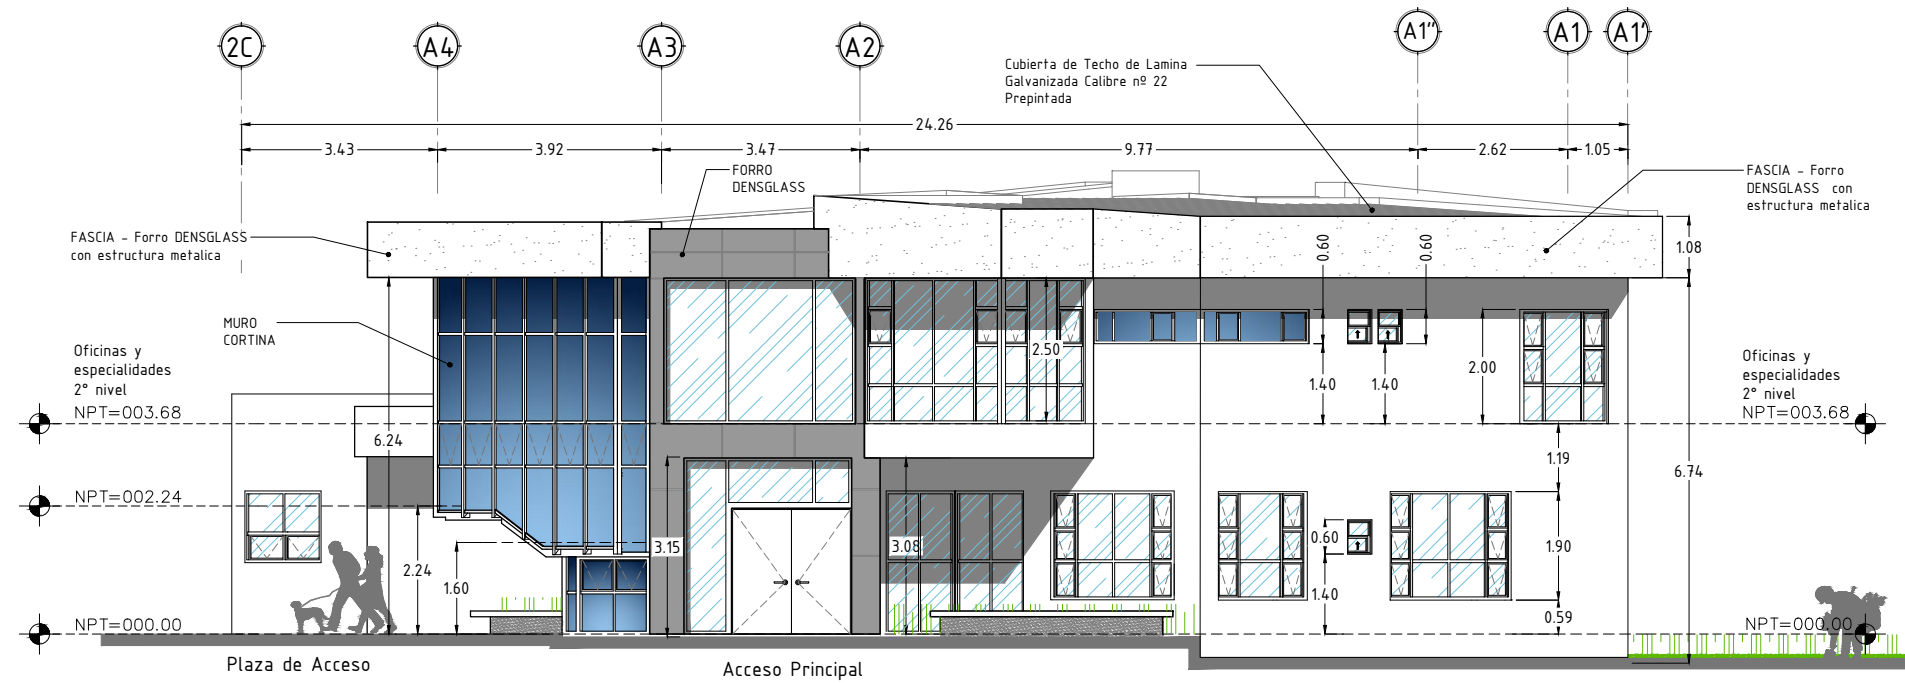 2C
A4
A3
A2
A1"
A1
A1'
Cubierta de Techo de Lamina
Galvanizada Calibre nº 22
Prepintada
24.26
3.43
3.92
3.47
9.77
2.62
1.05
FORRO
DENSGLASS
FASCIA - Forro
DENSGLASS con
estructura metalica
FASCIA - Forro DENSGLASS
con estructura metalica
0.60
0.60
1.08
MURO
CORTINA
Oficinas y
especialidades
2° nivel
NPT=003.68
2.50
1.40
1.40
2.00
Oficinas y
especialidades
2° nivel
NPT=003.68
6.24
1.19
6.74
NPT=002.24
2.24
1.60
3.15
3.08
0.60
1.40
1.90
0.59
NPT=000.00
NPT=000.00
Plaza de Acceso
Acceso Principal